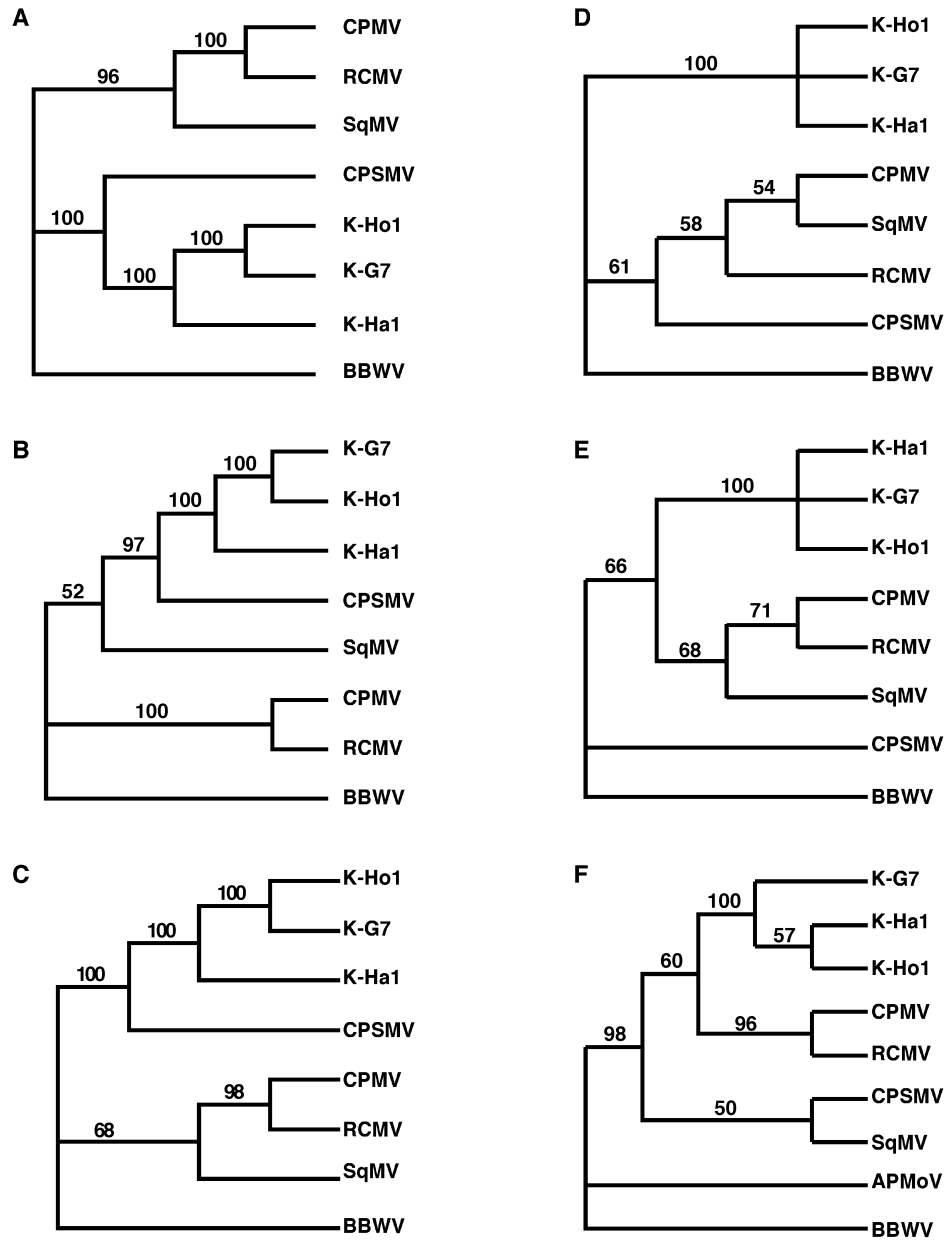 A
100
CPMV
96
RCMV
SqMV
CPSMV
100
K-Ho1
100
K-G7
100
K-Ha1
BBWV
B
K-G7
100
K-Ho1
100
K-Ha1
97
CPSMV
52
SqMV
CPMV
100
RCMV
BBWV
C
K-Ho1
100
K-G7
100
K-Ha1
100
CPSMV
CPMV
98
RCMV
68
SqMV
BBWV
D
K-Ho1
100
K-G7
K-Ha1
CPMV
54
SqMV
58
RCMV
61
CPSMV
BBWV
E
K-Ha1
100
K-G7
K-Ho1
66
CPMV
71
RCMV
68
SqMV
CPSMV
BBWV
F
K-G7
100
K-Ha1
57
K-Ho1
60
CPMV
96
RCMV
98
CPSMV
50
SqMV
APMoV
BBWV